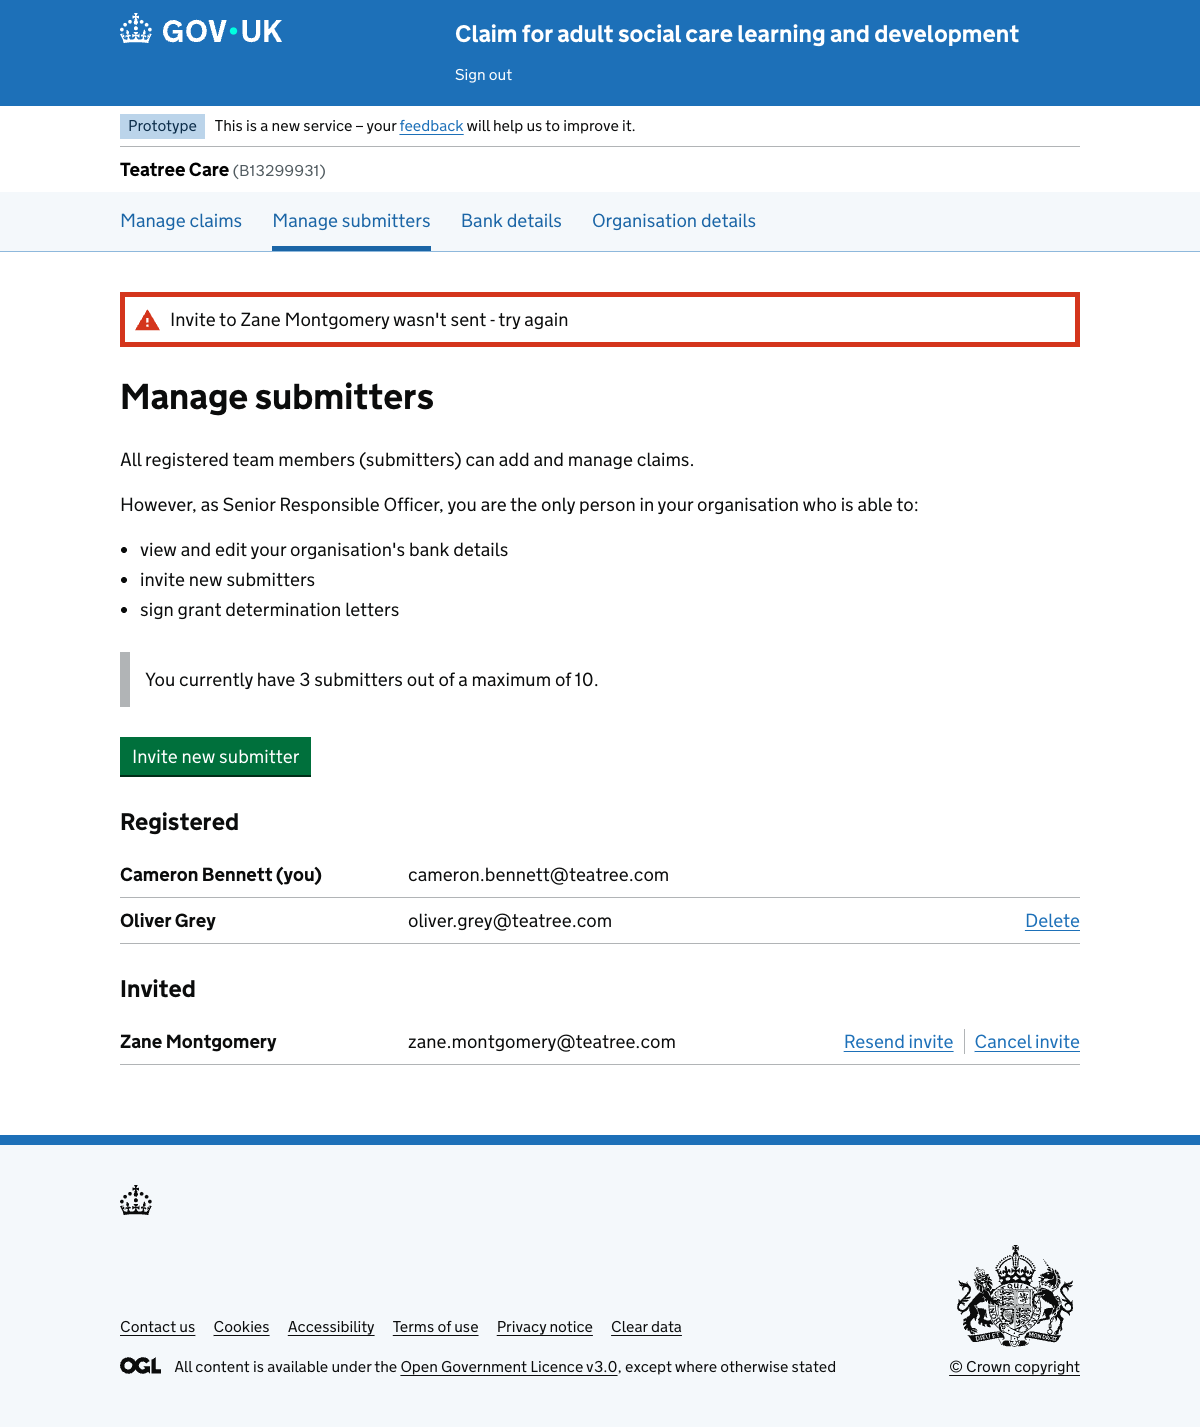 GOV•UK
Claim for adult social care learning and development
Sign out
Prototype This is a new service – your feedback will help us to improve it.
Teatree Care (B13299931)
Manage claims Manage submitters Bank details Organisation details
Invite to Zane Montgomery wasn't sent - try again
Manage submitters
All registered team members (submitters) can add and manage claims.
However, as Senior Responsible Officer, you are the only person in your organisation who is able to:
• view and edit your organisation's bank details
• invite new submitters
• sign grant determination letters
You currently have 3 submitters out of a maximum of 10.
Invite new submitter
Registered
Cameron Bennett (you) cameron.bennett@teatree.com
Oliver Grey oliver.grey@teatree.com Delete
Invited
Zane Montgomery zane.montgomery@teatree.com Resend invite Cancel invite
Contact us Cookies Accessibility Terms of use Privacy notice Clear data
OGL All content is available under the Open Government Licence v3.0, except where otherwise stated
© Crown copyright